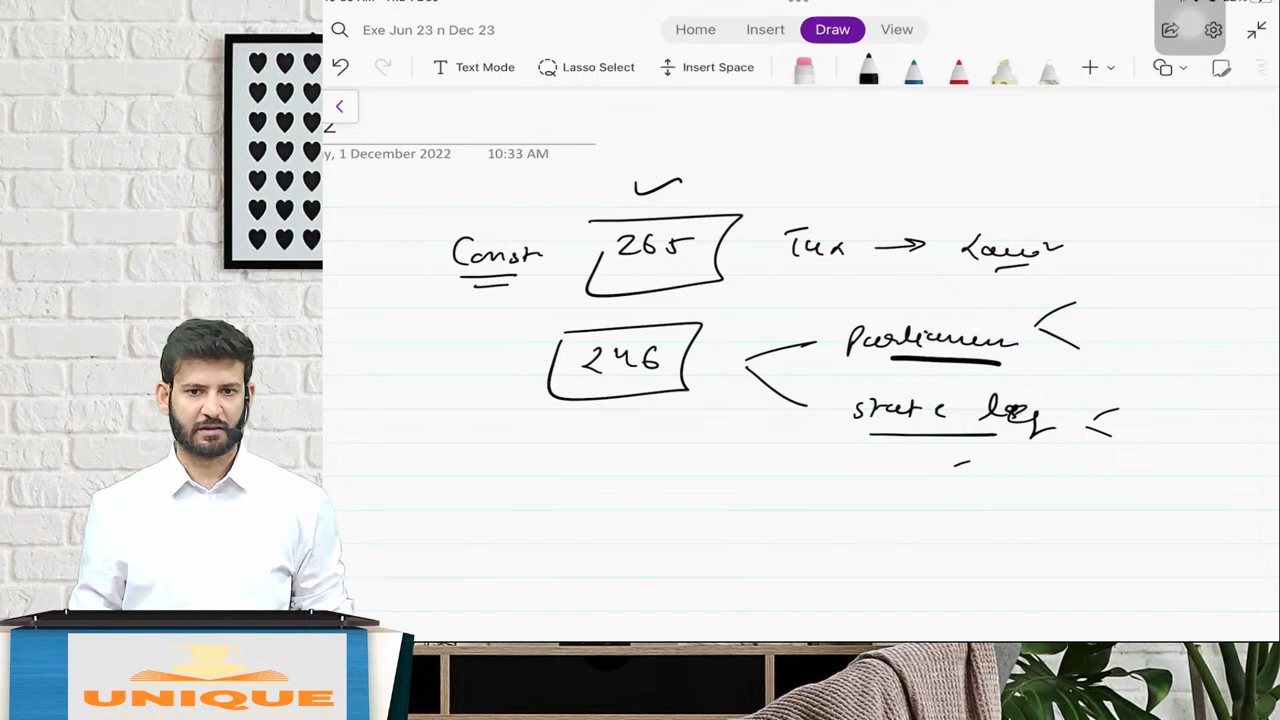 Exe Jun 23 n Dec 23
Home Insert Draw View
Text Mode Lasso Select Insert Space
y, 1 December 2022 10:33 AM
Const 265 Tax → Law
246
Parliamen
state leg
UNIQUE